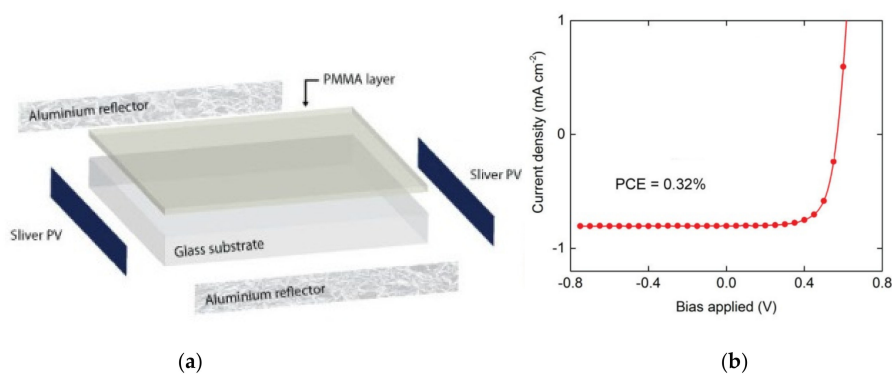 PMMA layer
Aluminium reflector
Sliver PV
Sliver PV
Glass substrate
Aluminium reflector
(a)
Current density (mA cm-2)
1
0
-1
PCE = 0.32%
-0.8 -0.4 0.0 0.4 0.8
Bias applied (V)
(b)